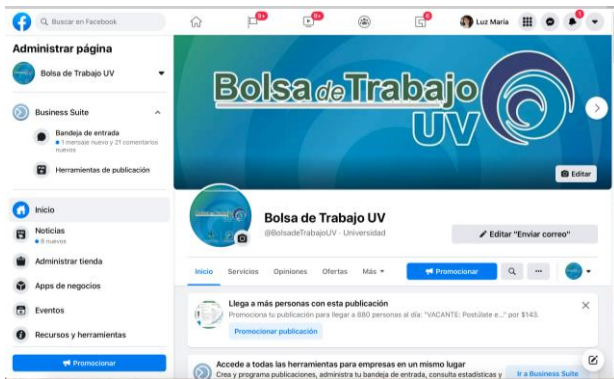 Buscar en Facebook
9+
9+
6
Luz Maria
1
Administrar página
Bolsa de Trabajo UV
Business Suite
Bandeja de entrada
1 mensaje nuevo y 21 comentarios
nuevos
Herramientas de publicación
Inicio
Noticias
8 nuevos
Administrar tienda
Apps de negocios
Eventos
Recursos y herramientas
Promocionar
Bolsa de Trabajo
UV
Editar
Bolsa de Trabajo UV
@BolsadeTrabajoUV · Universidad
Editar "Enviar correo"
Inicio Servicios Opiniones Ofertas Más
Promocionar
Llega a más personas con esta publicación
Promociona tu publicación para llegar a 880 personas al día: "VACANTE: Postúlate e..." por $143.
Promocionar publicación
Accede a todas las herramientas para empresas en un mismo lugar
Crea y programa publicaciones, administra tu bandeja de entrada, consulta estadísticas y
Ir a Business Suite